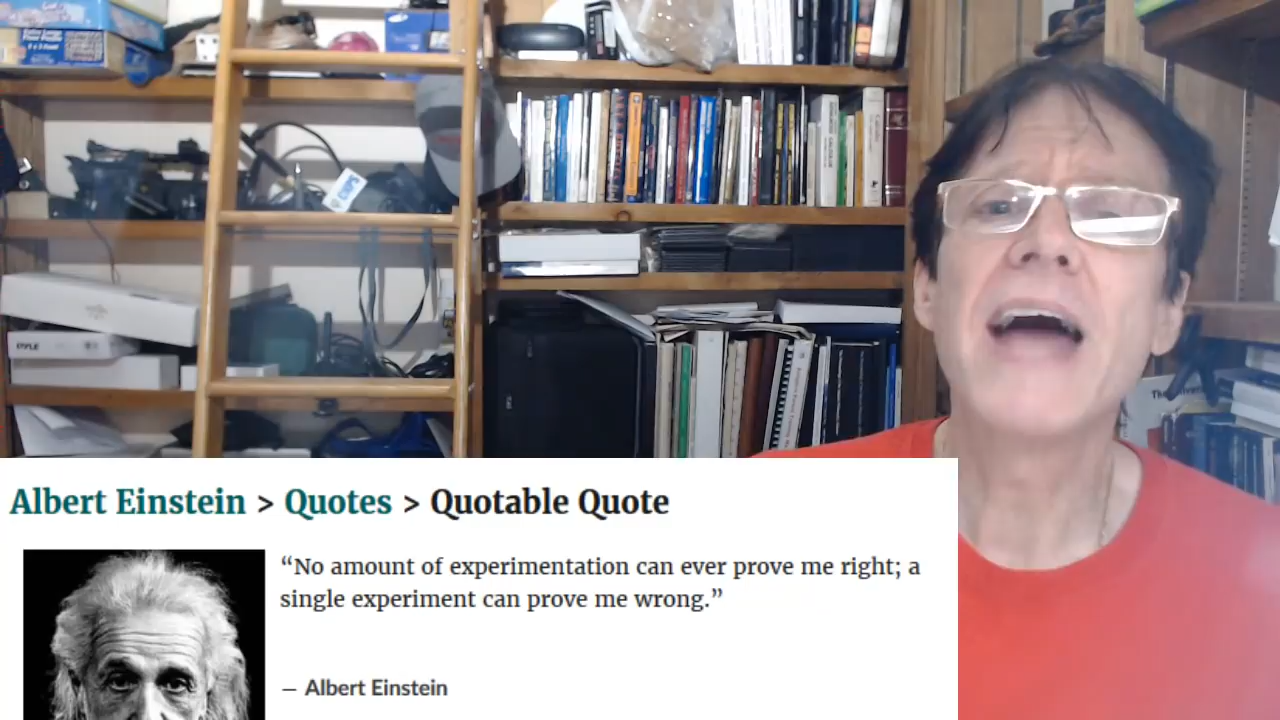 PYLE
Albert Einstein > Quotes > Quotable Quote
“No amount of experimentation can ever prove me right; a
single experiment can prove me wrong.”
— Albert Einstein